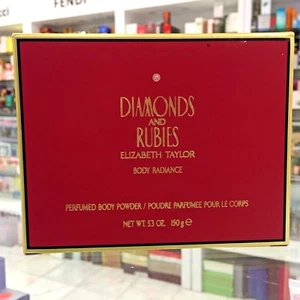 FENDI
DIAMONDS
AND
RUBIES
ELIZABETH TAYLOR
BODY RADIANCE
PERFUMED BODY POWDER / POUDRE PARFUMEE POUR LE CORPS
NET WT. 5.3 OZ. 150 g ℮